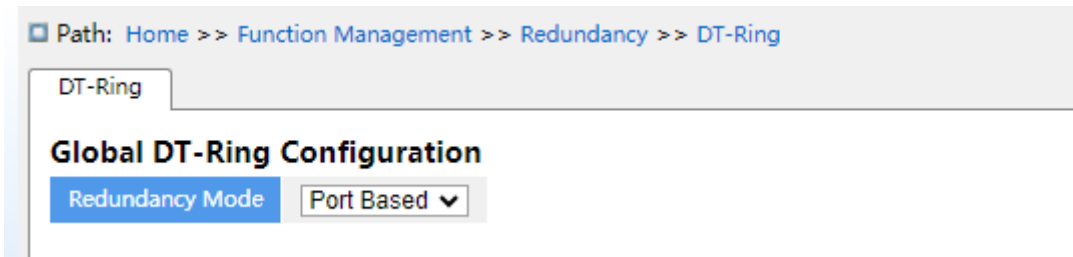 Path: Home >> Function Management >> Redundancy >> DT-Ring
DT-Ring
Global DT-Ring Configuration
Redundancy Mode Port Based